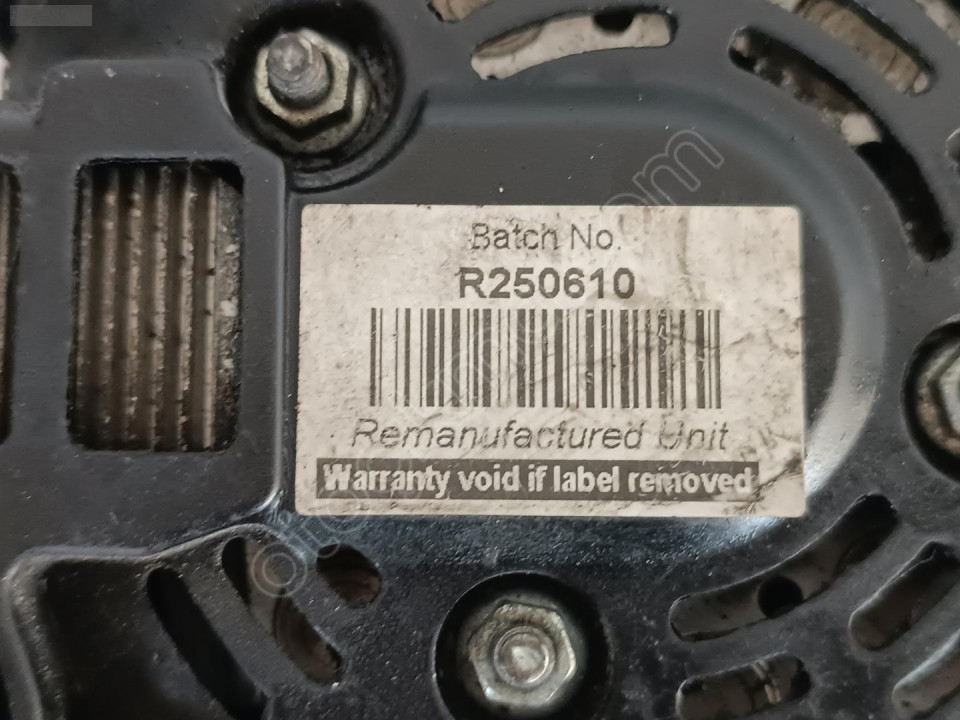 Batch No.
R250610
Remanufactured Unit
Warranty void if label removed